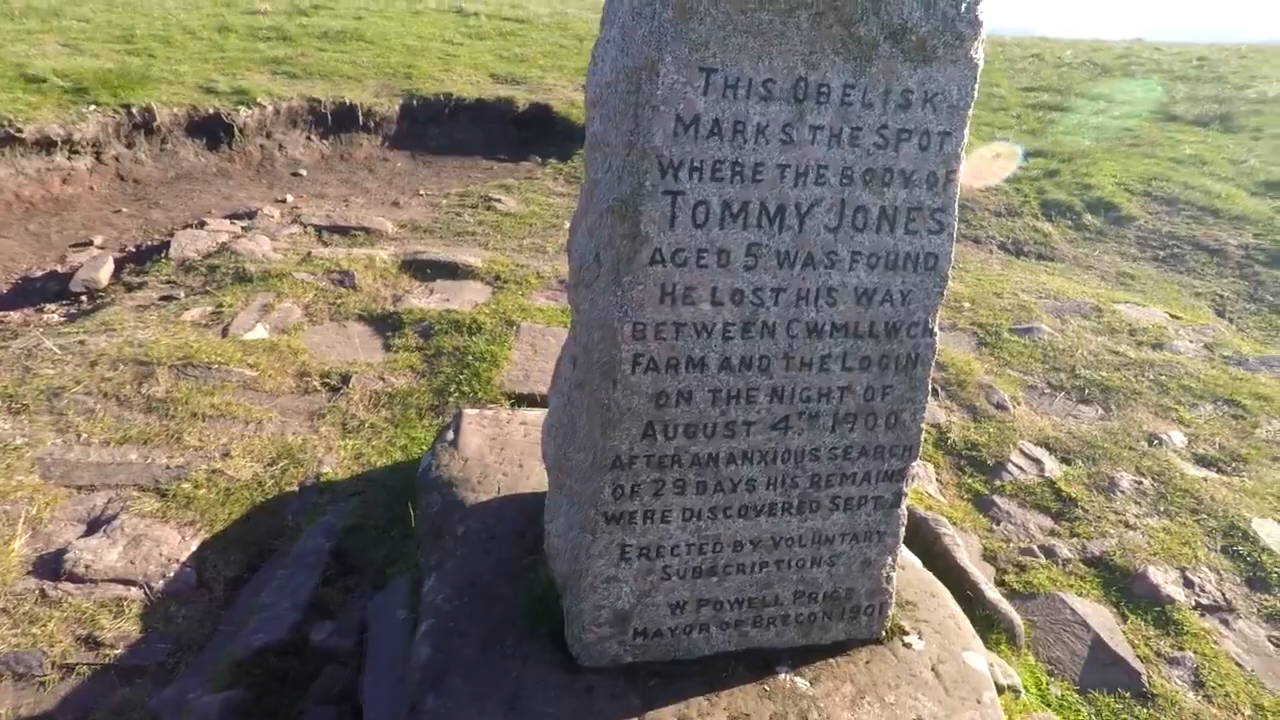 THIS OBELISK
MARKS THE SPOT
WHERE THE BODY OF
TOMMY JONES
AGED 5 WAS FOUND
HE LOST HIS WAY
BETWEEN CWMLLWCH
FARM AND THE LOGIN
ON THE NIGHT OF
AUGUST 4TH 1900
AFTER AN ANXIOUS SEARCH
OF 29 DAYS HIS REMAINS
WERE DISCOVERED SEPT
ERECTED BY VOLUNTARY
SUBSCRIPTIONS
W POWELL PRICE
MAYOR OF BRECON 1901